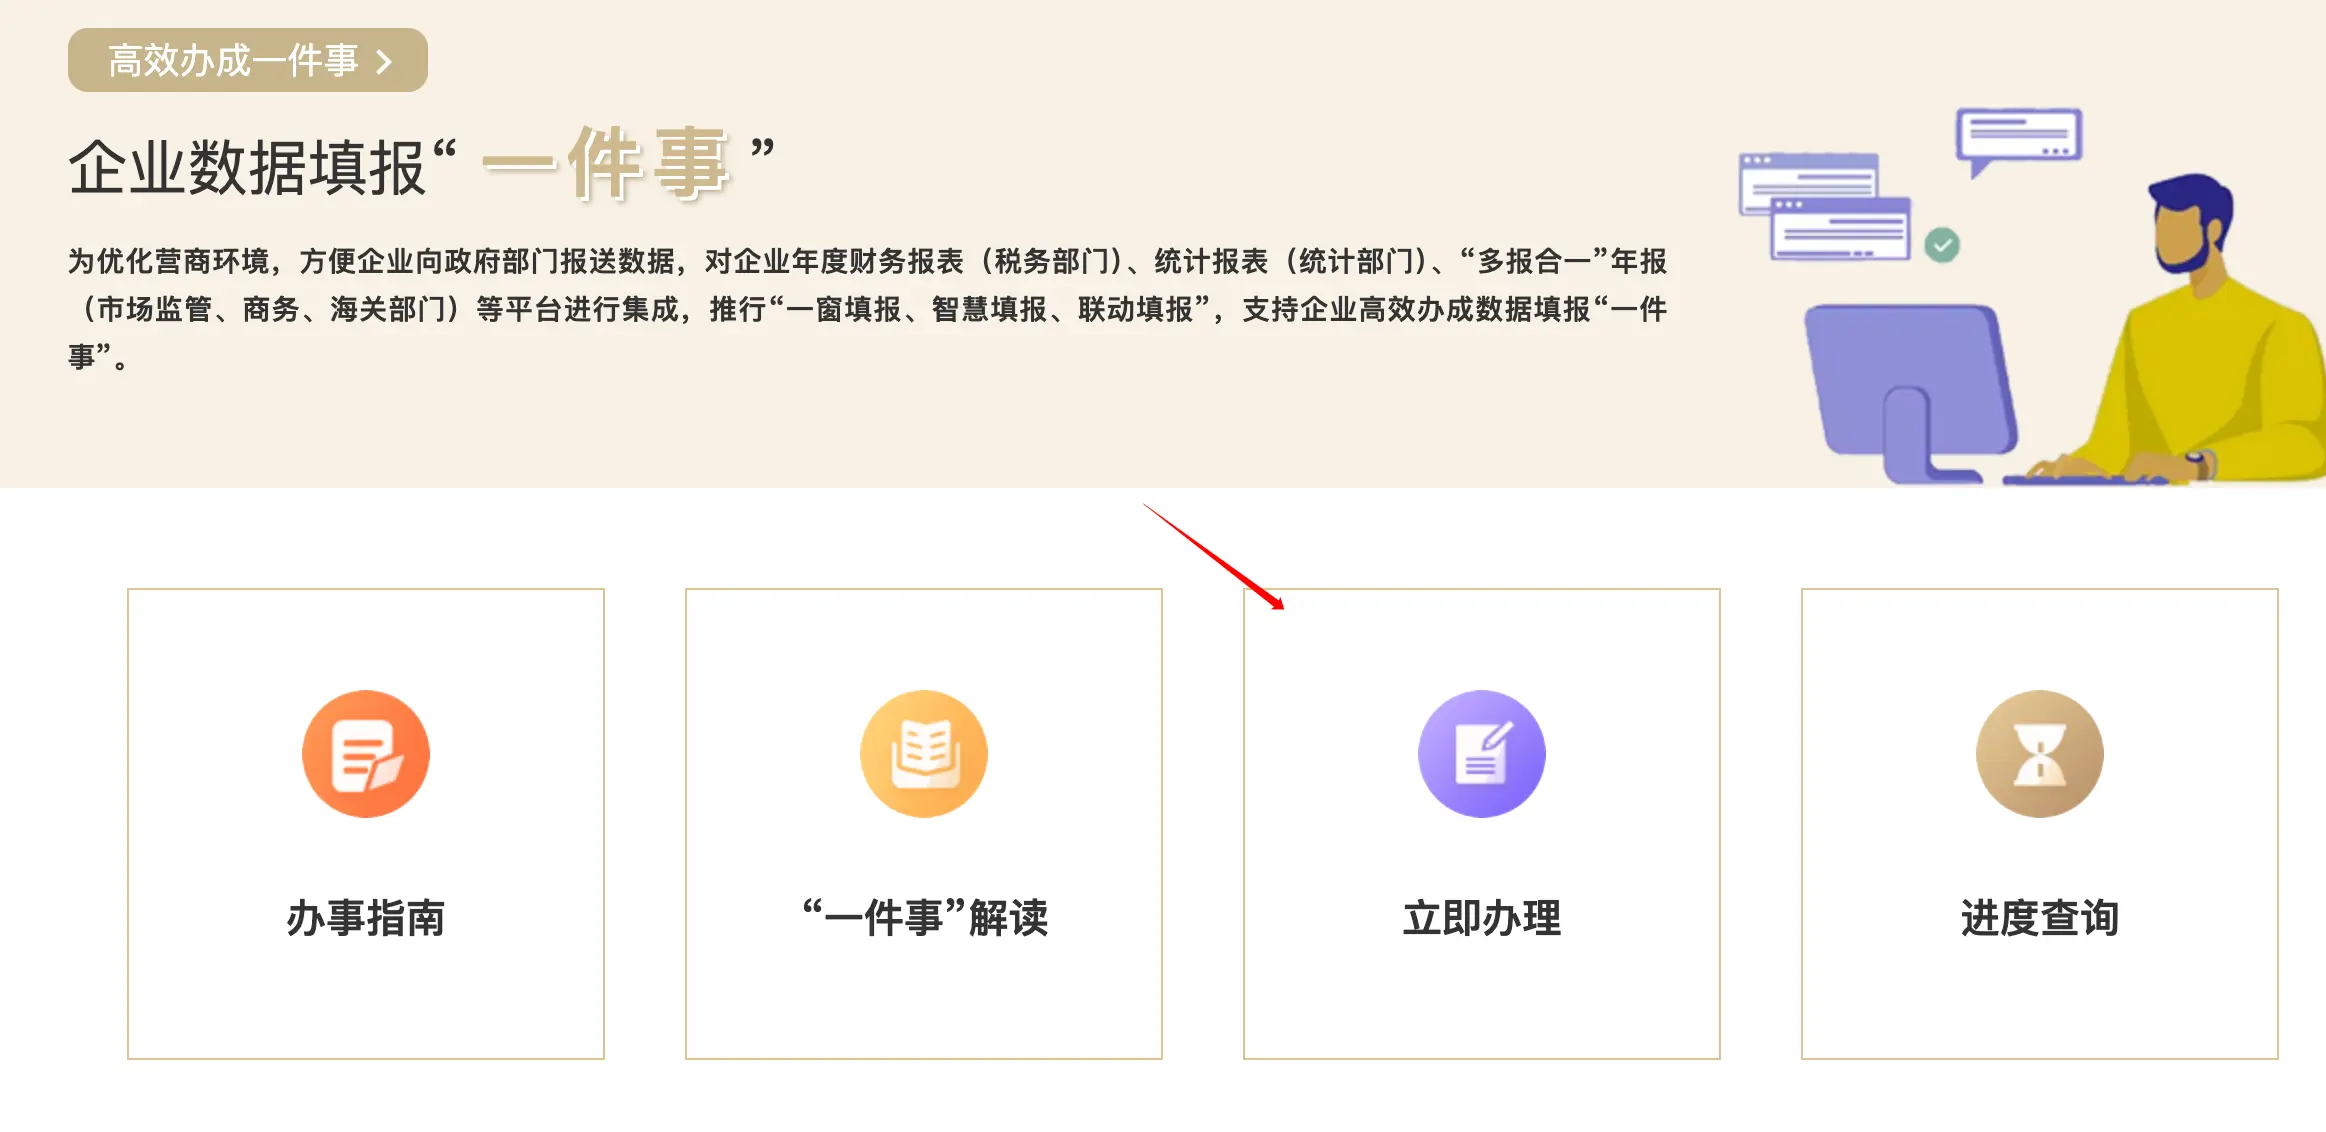 高效办成一件事 >
企业数据填报“一件事”
为优化营商环境，方便企业向政府部门报送数据，对企业年度财务报表（税务部门）、统计报表（统计部门）、“多报合一”年报
（市场监管、商务、海关部门）等平台进行集成，推行“一窗填报、智慧填报、联动填报”，支持企业高效办成数据填报“一件
事”。
办事指南
“一件事”解读
立即办理
进度查询